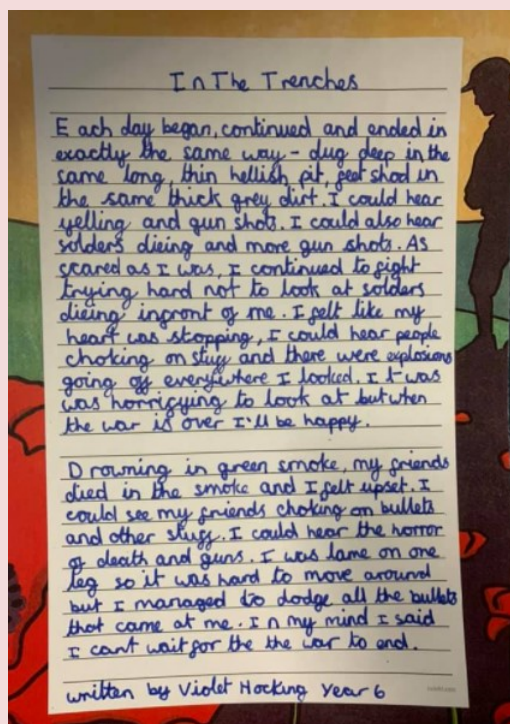 In The Trenches
Each day began, continued and ended in
exactly the same way - dug deep in the
same long, thin hellish pit, feet shod in
the same thick grey dirt. I could hear
yelling and gun shots. I could also hear
solders dieing and more gun shots. As
scared as I was, I continued to fight
trying hard not to look at solders
dieing infront of me. I felt like my
heart was stopping, I could hear people
choking on stuff and there were explosions
going off everywhere I looked. It was
was horrifying to look at but when
the war is over I'll be happy.
Drowning in green smoke, my friends
died in the smoke and I felt upset. I
could see my friends choking on bullets
and other stuff. I could hear the horror
of death and guns. I was lame on one
leg so it was hard to move around
but I managed to dodge all the bullets
that came at me. In my mind I said
I cant wait for the the war to end.
written by Violet Hocking Year 6